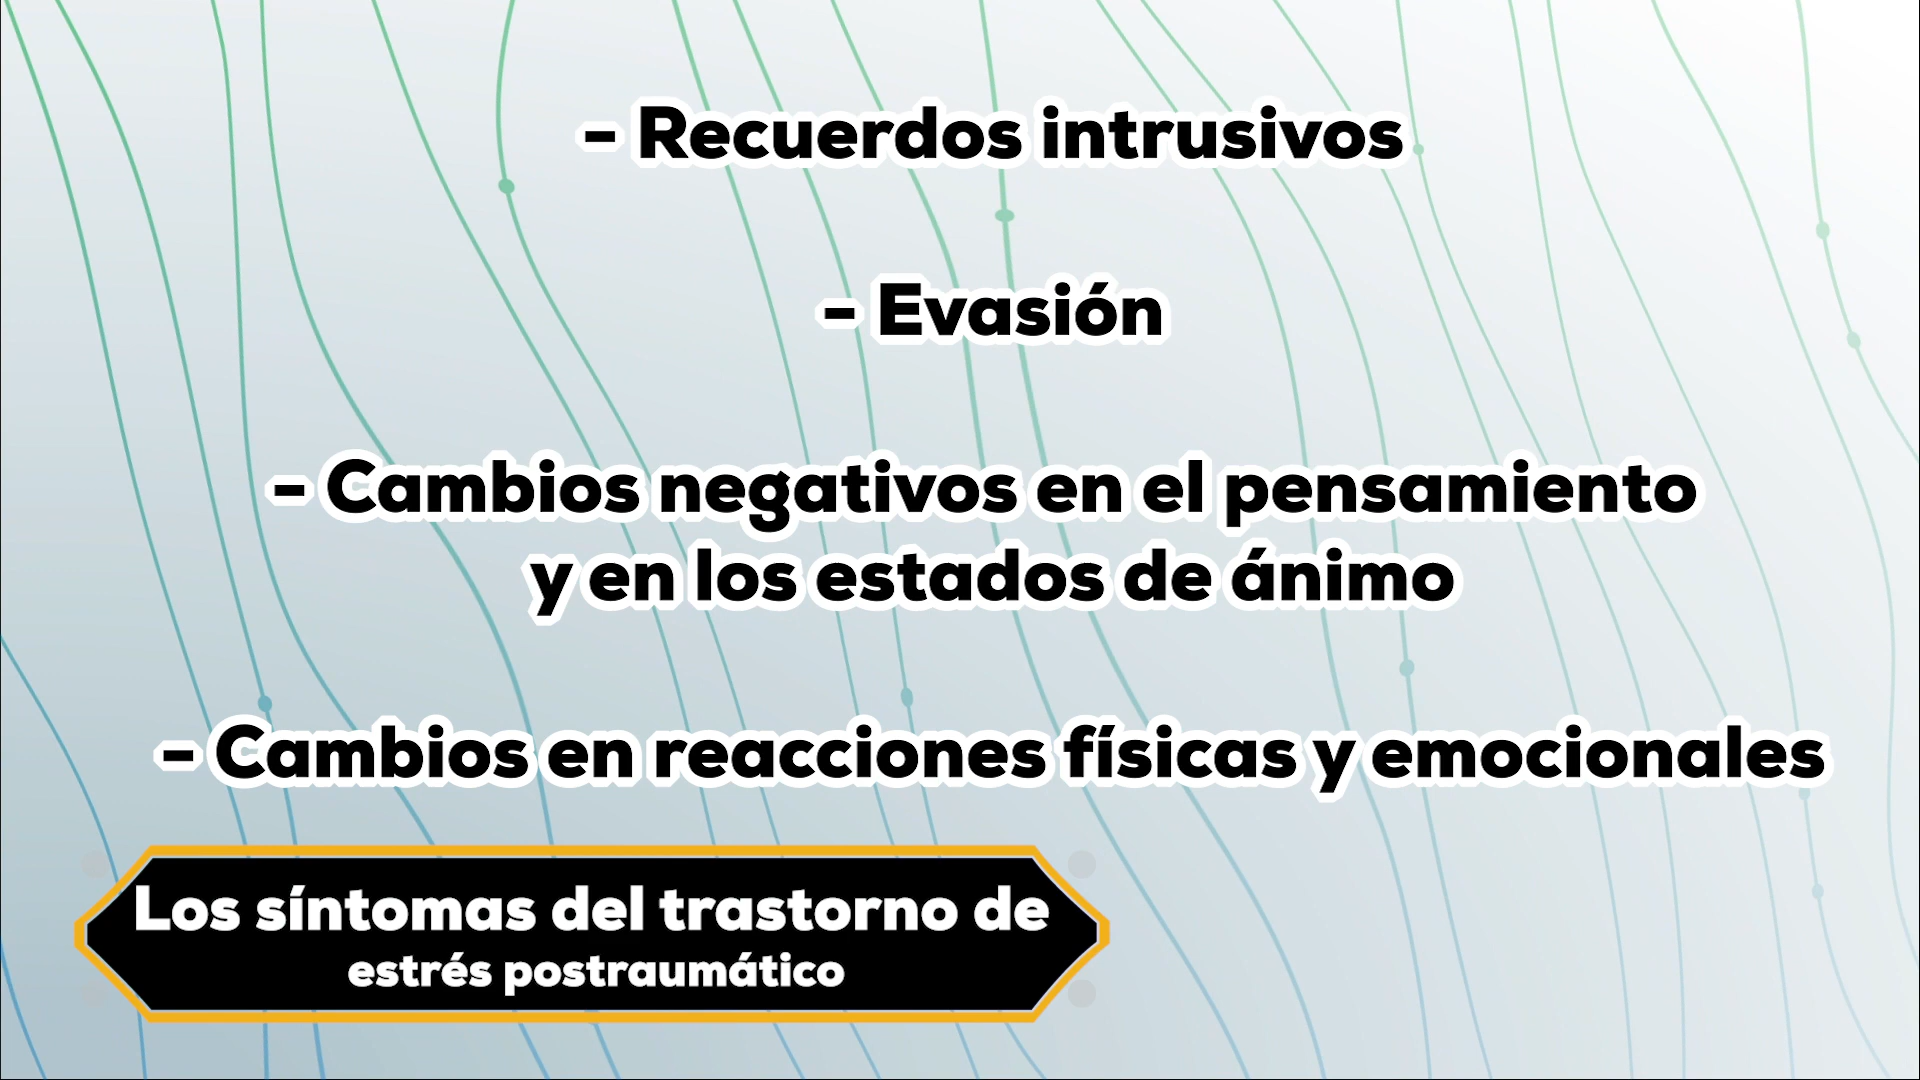 - Recuerdos intrusivos
- Evasión
- Cambios negativos en el pensamiento
y en los estados de ánimo
- Cambios en reacciones físicas y emocionales
Los síntomas del trastorno de
estrés postraumático